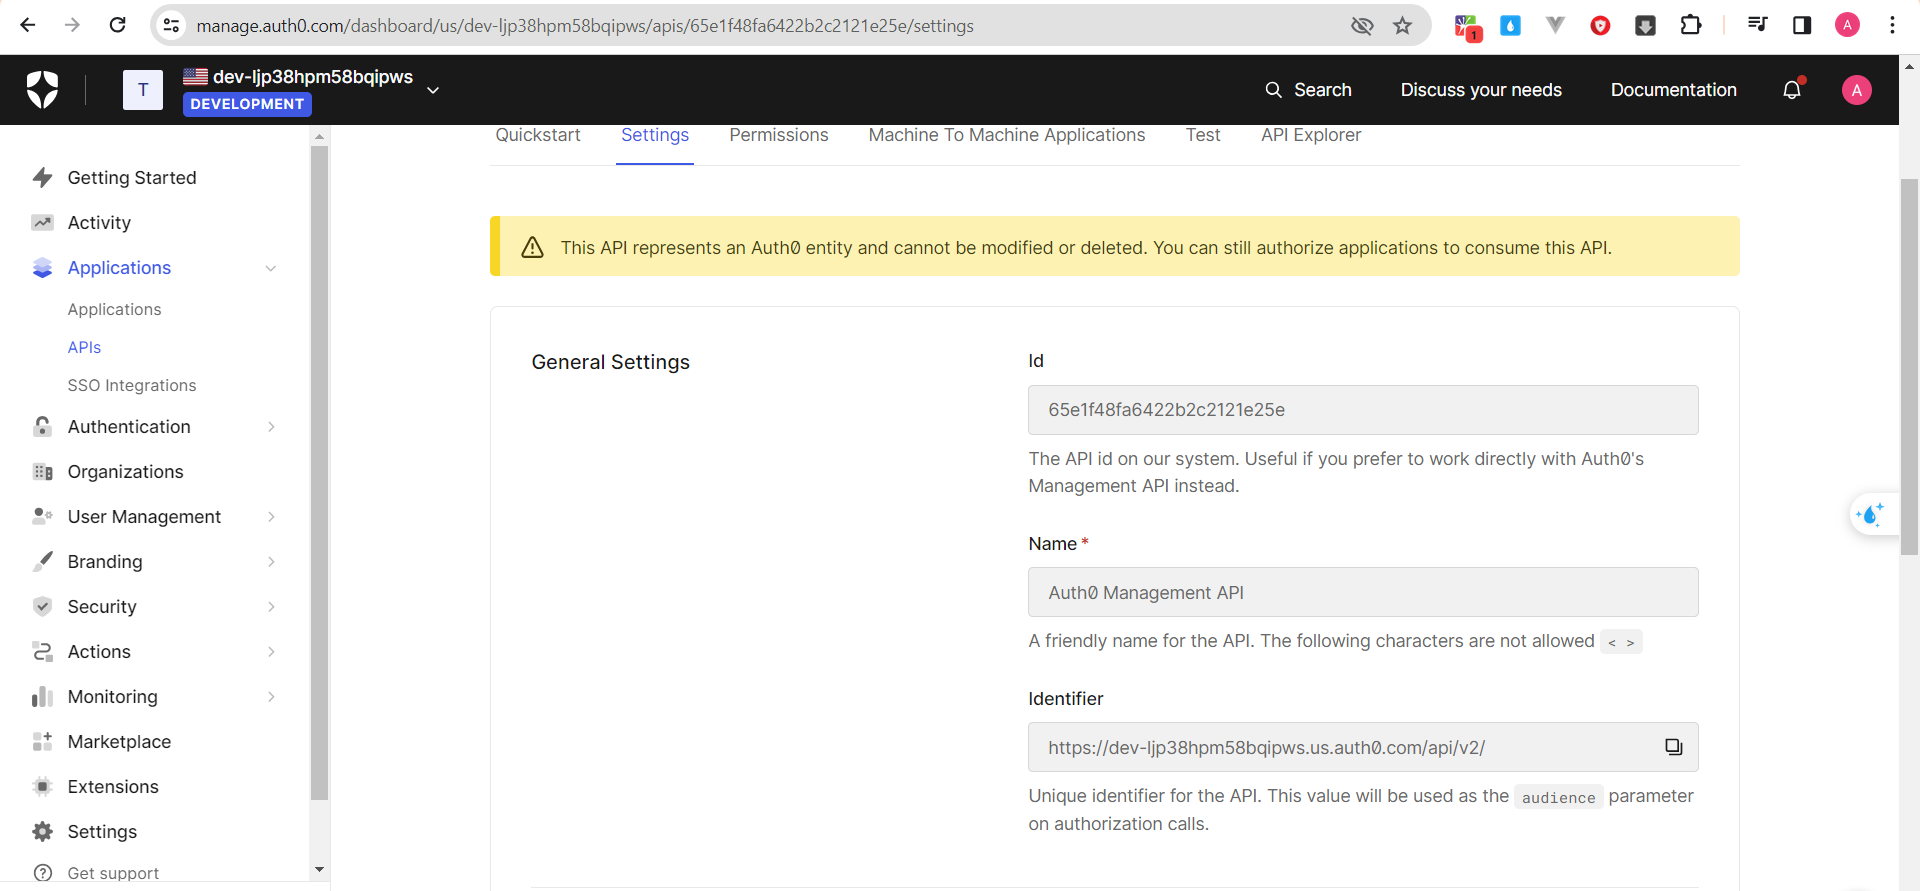 manage.auth0.com/dashboard/us/dev-ljp38hpm58bqipws/apis/65e1f48fa6422b2c2121e25e/settings
1
A
T
dev-ljp38hpm58bqipws
DEVELOPMENT
Search
Discuss your needs
Documentation
A
Quickstart
Settings
Permissions
Machine To Machine Applications
Test
API Explorer
Getting Started
Activity
Applications
Applications
APIs
SSO Integrations
Authentication
Organizations
User Management
Branding
Security
Actions
Monitoring
Marketplace
Extensions
Settings
Get support
This API represents an Auth0 entity and cannot be modified or deleted. You can still authorize applications to consume this API.
General Settings
Id
65e1f48fa6422b2c2121e25e
The API id on our system. Useful if you prefer to work directly with Auth0's
Management API instead.
Name *
Auth0 Management API
A friendly name for the API. The following characters are not allowed < >
Identifier
https://dev-ljp38hpm58bqipws.us.auth0.com/api/v2/
Unique identifier for the API. This value will be used as the audience parameter
on authorization calls.